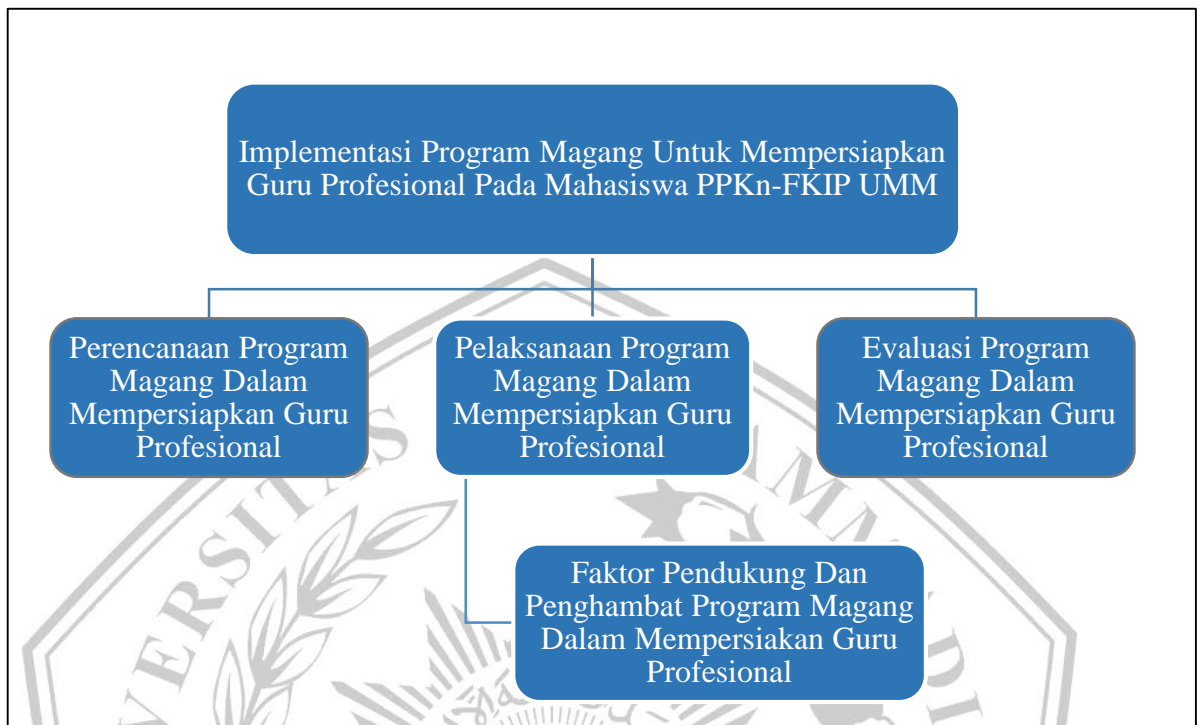 Implementasi Program Magang Untuk Mempersiapkan
Guru Profesional Pada Mahasiswa PPKn-FKIP UMM
Perencanaan Program
Magang Dalam
Mempersiapkan Guru
Profesional
Pelaksanaan Program
Magang Dalam
Mempersiapkan Guru
Profesional
Evaluasi Program
Magang Dalam
Mempersiapkan Guru
Profesional
Faktor Pendukung Dan
Penghambat Program Magang
Dalam Mempersiakan Guru
Profesional